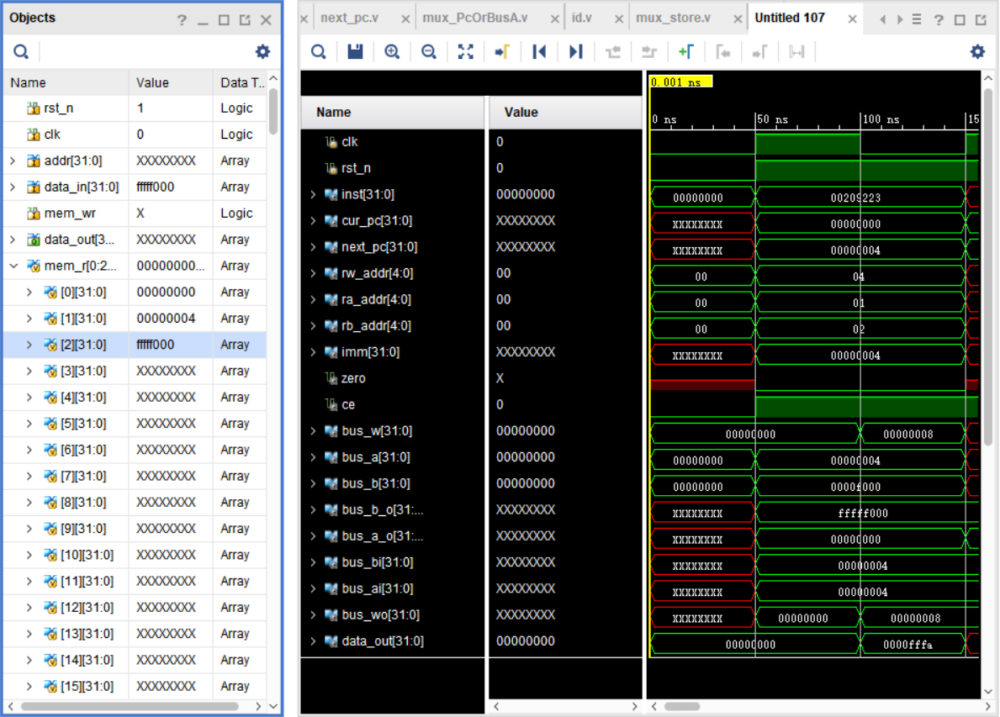 Objects
Name Value Data T...
rst_n 1 Logic
clk 0 Logic
addr[31:0] XXXXXXXX Array
data_in[31:0] fffff000 Array
mem_wr X Logic
data_out[3... XXXXXXXX Array
mem_r[0:2... 00000000... Array
[0][31:0] 00000000 Array
[1][31:0] 00000004 Array
[2][31:0] fffff000 Array
[3][31:0] XXXXXXXX Array
[4][31:0] XXXXXXXX Array
[5][31:0] XXXXXXXX Array
[6][31:0] XXXXXXXX Array
[7][31:0] XXXXXXXX Array
[8][31:0] XXXXXXXX Array
[9][31:0] XXXXXXXX Array
[10][31:0] XXXXXXXX Array
[11][31:0] XXXXXXXX Array
[12][31:0] XXXXXXXX Array
[13][31:0] XXXXXXXX Array
[14][31:0] XXXXXXXX Array
[15][31:0] XXXXXXXX Array
next_pc.v mux_PcOrBusA.v id.v mux_store.v Untitled 107
0.001 ns
Name Value
0 ns 50 ns 100 ns 15
clk 0
rst_n 0
inst[31:0] 00000000 00000000 00209223
cur_pc[31:0] XXXXXXXX XXXXXXXX 00000000
next_pc[31:0] XXXXXXXX XXXXXXXX 00000004
rw_addr[4:0] 00 00 04
ra_addr[4:0] 00 00 01
rb_addr[4:0] 00 00 02
imm[31:0] XXXXXXXX XXXXXXXX 00000004
zero X
ce 0
bus_w[31:0] 00000000 00000000 00000008
bus_a[31:0] 00000000 00000000 00000004
bus_b[31:0] 00000000 00000000 0000f000
bus_b_o[31:... XXXXXXXX XXXXXXXX fffff000
bus_a_o[31:... XXXXXXXX XXXXXXXX 00000000
bus_bi[31:0] XXXXXXXX XXXXXXXX 00000004
bus_ai[31:0] XXXXXXXX XXXXXXXX 00000004
bus_wo[31:0] XXXXXXXX XXXXXXXX 00000000 00000008
data_out[31:0] 00000000 00000000 0000fffa